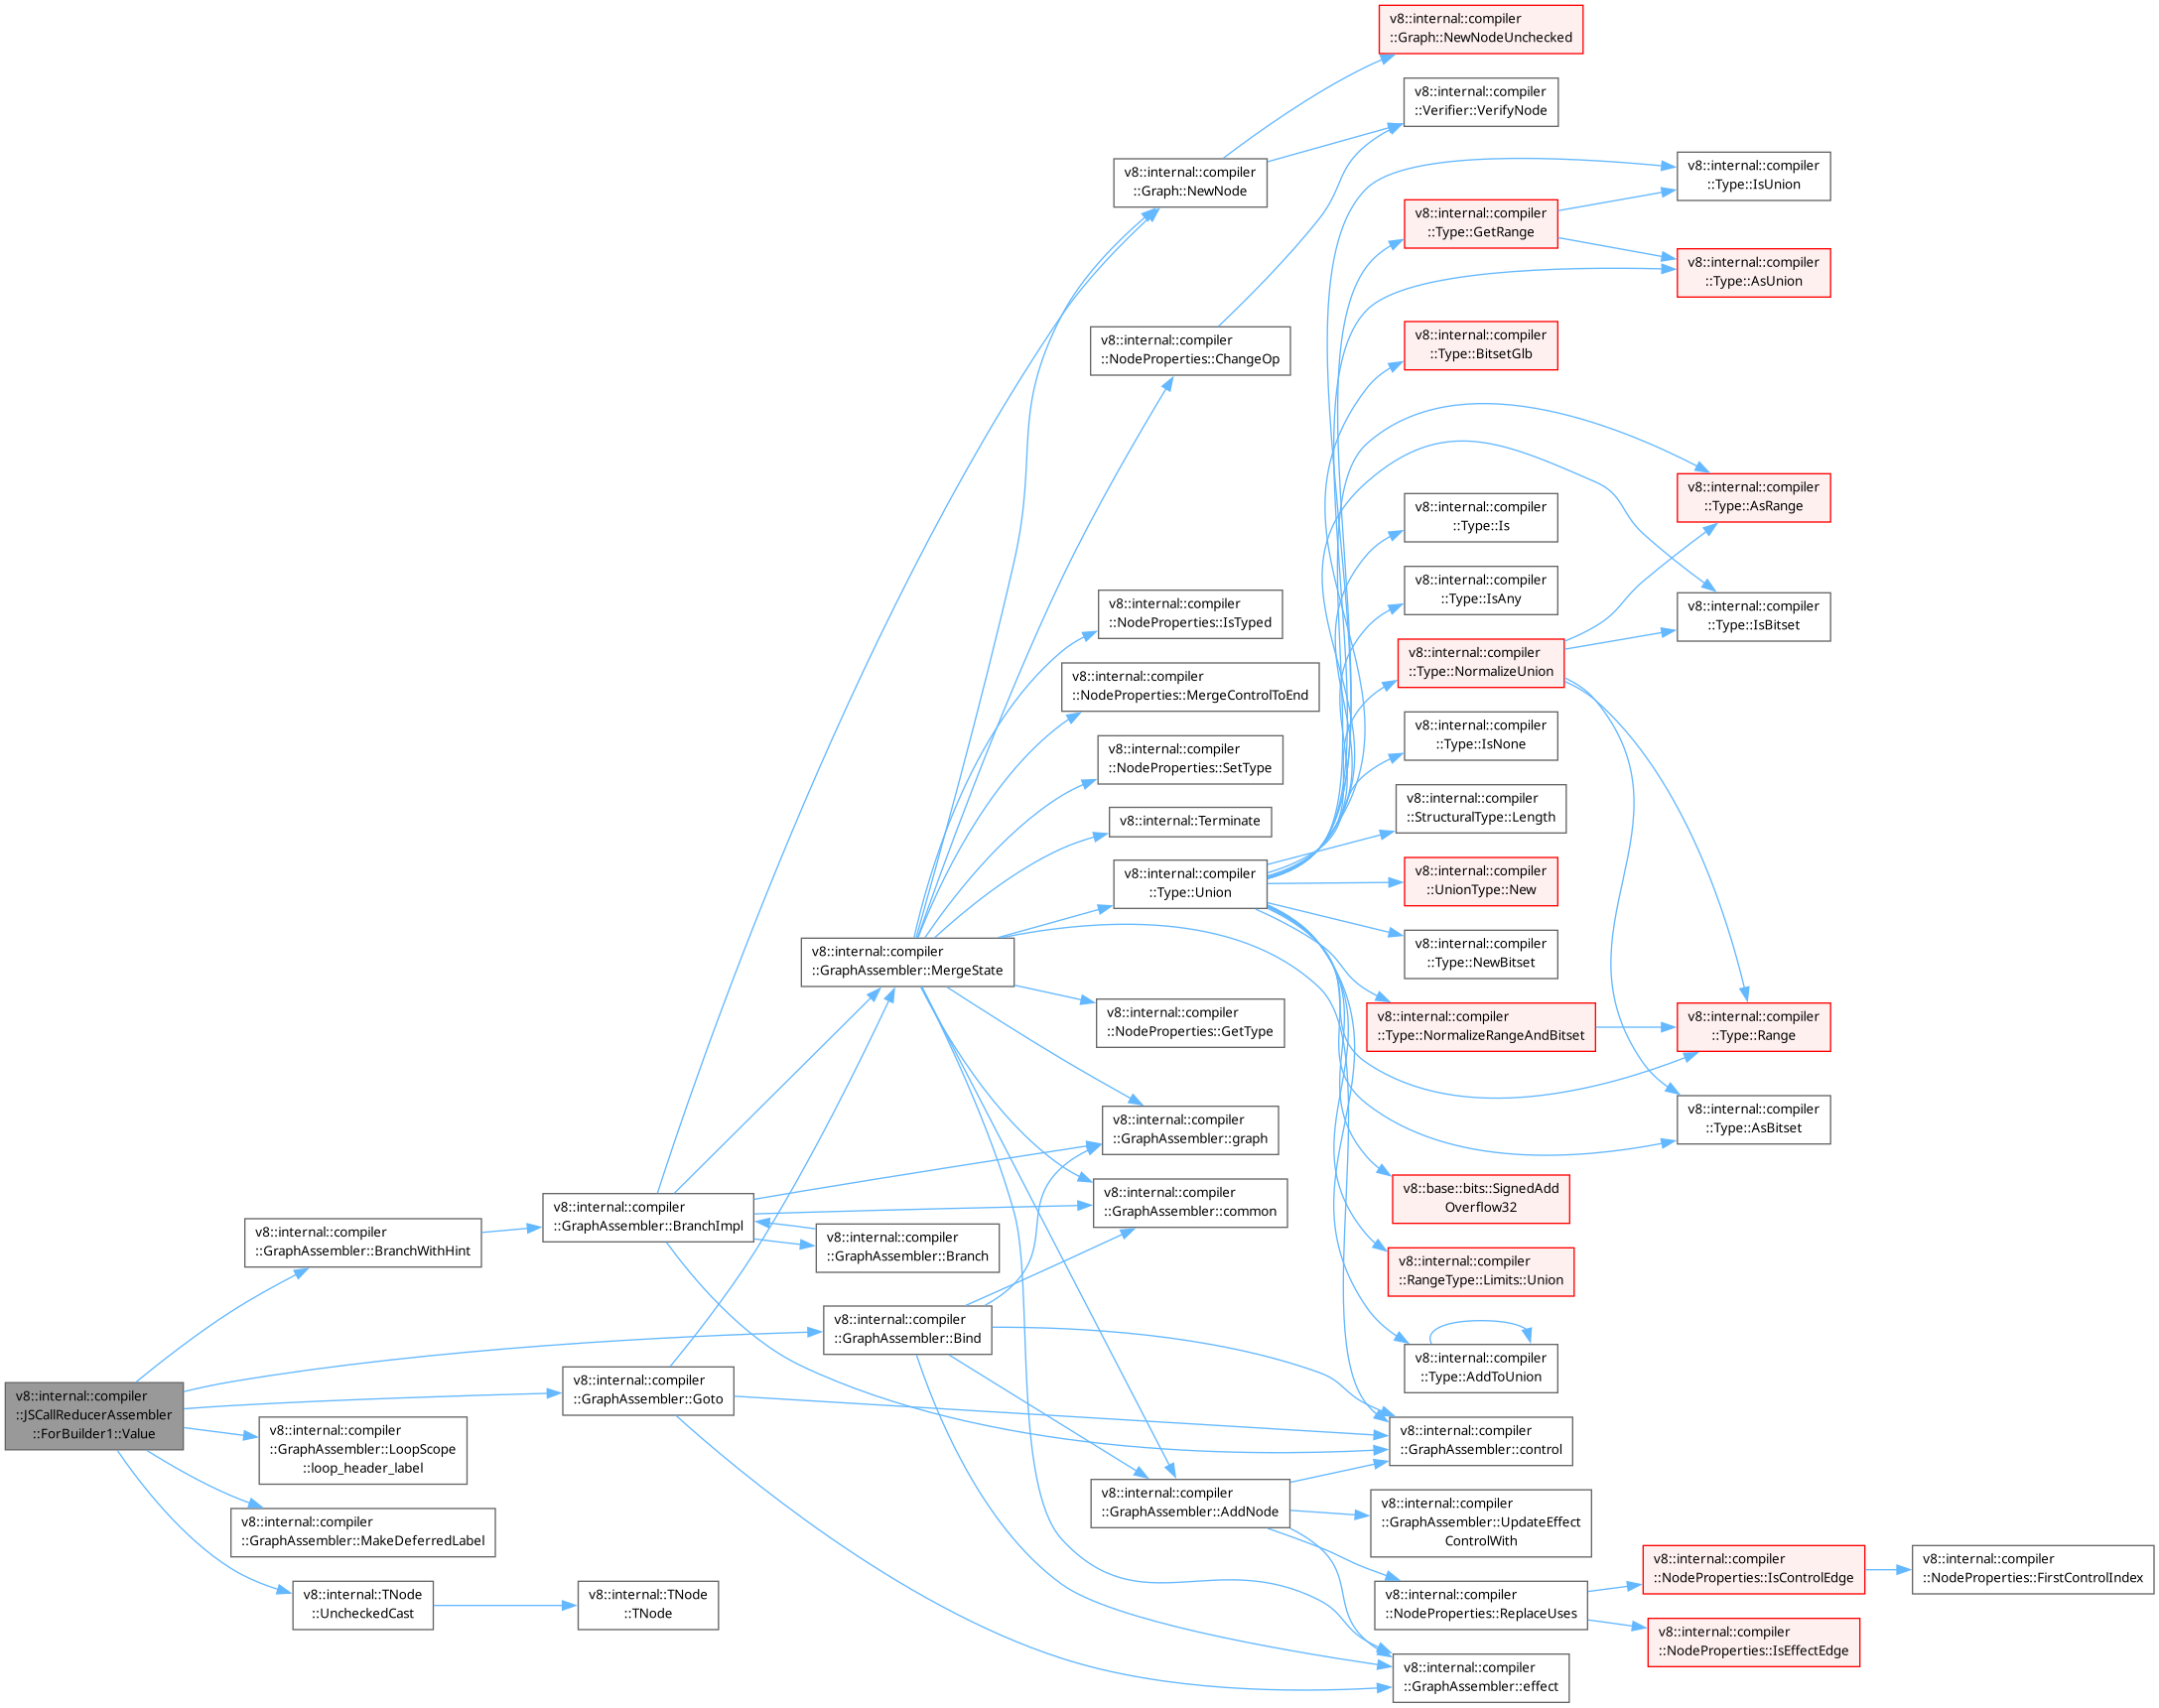 v8::internal::compiler
::JSCallReducerAssembler
::ForBuilder1::Value
v8::internal::compiler
::GraphAssembler::BranchWithHint
v8::internal::compiler
::GraphAssembler::LoopScope
::loop_header_label
v8::internal::compiler
::GraphAssembler::MakeDeferredLabel
v8::internal::TNode
::UncheckedCast
v8::internal::compiler
::GraphAssembler::BranchImpl
v8::internal::compiler
::GraphAssembler::Goto
v8::internal::TNode
::TNode
v8::internal::compiler
::GraphAssembler::MergeState
v8::internal::compiler
::GraphAssembler::Branch
v8::internal::compiler
::GraphAssembler::Bind
v8::internal::compiler
::Graph::NewNode
v8::internal::compiler
::NodeProperties::ChangeOp
v8::internal::compiler
::NodeProperties::IsTyped
v8::internal::compiler
::NodeProperties::MergeControlToEnd
v8::internal::compiler
::NodeProperties::SetType
v8::internal::Terminate
v8::internal::compiler
::Type::Union
v8::internal::compiler
::NodeProperties::GetType
v8::internal::compiler
::GraphAssembler::graph
v8::internal::compiler
::GraphAssembler::common
v8::internal::compiler
::GraphAssembler::AddNode
v8::internal::compiler
::Graph::NewNodeUnchecked
v8::internal::compiler
::Verifier::VerifyNode
v8::internal::compiler
::Type::GetRange
v8::internal::compiler
::Type::BitsetGlb
v8::internal::compiler
::Type::Is
v8::internal::compiler
::Type::IsAny
v8::internal::compiler
::Type::NormalizeUnion
v8::internal::compiler
::Type::IsNone
v8::internal::compiler
::StructuralType::Length
v8::internal::compiler
::UnionType::New
v8::internal::compiler
::Type::NewBitset
v8::internal::compiler
::Type::NormalizeRangeAndBitset
v8::base::bits::SignedAdd
Overflow32
v8::internal::compiler
::RangeType::Limits::Union
v8::internal::compiler
::Type::AddToUnion
v8::internal::compiler
::GraphAssembler::control
v8::internal::compiler
::GraphAssembler::UpdateEffect
ControlWith
v8::internal::compiler
::NodeProperties::ReplaceUses
v8::internal::compiler
::GraphAssembler::effect
v8::internal::compiler
::Type::IsUnion
v8::internal::compiler
::Type::AsUnion
v8::internal::compiler
::Type::AsRange
v8::internal::compiler
::Type::IsBitset
v8::internal::compiler
::Type::Range
v8::internal::compiler
::Type::AsBitset
v8::internal::compiler
::NodeProperties::IsControlEdge
v8::internal::compiler
::NodeProperties::IsEffectEdge
v8::internal::compiler
::NodeProperties::FirstControlIndex